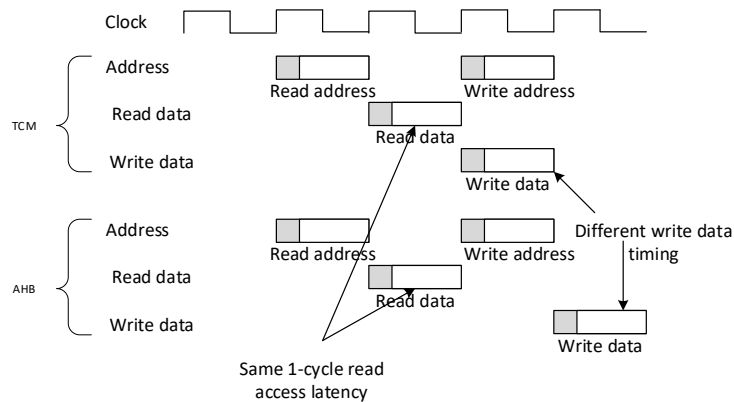 Clock
Address
Read address
Write address
TCM
Read data
Read data
Write data
Write data
Address
Read address
Write address
Different write data
timing
AHB
Read data
Read data
Write data
Write data
Same 1-cycle read
access latency